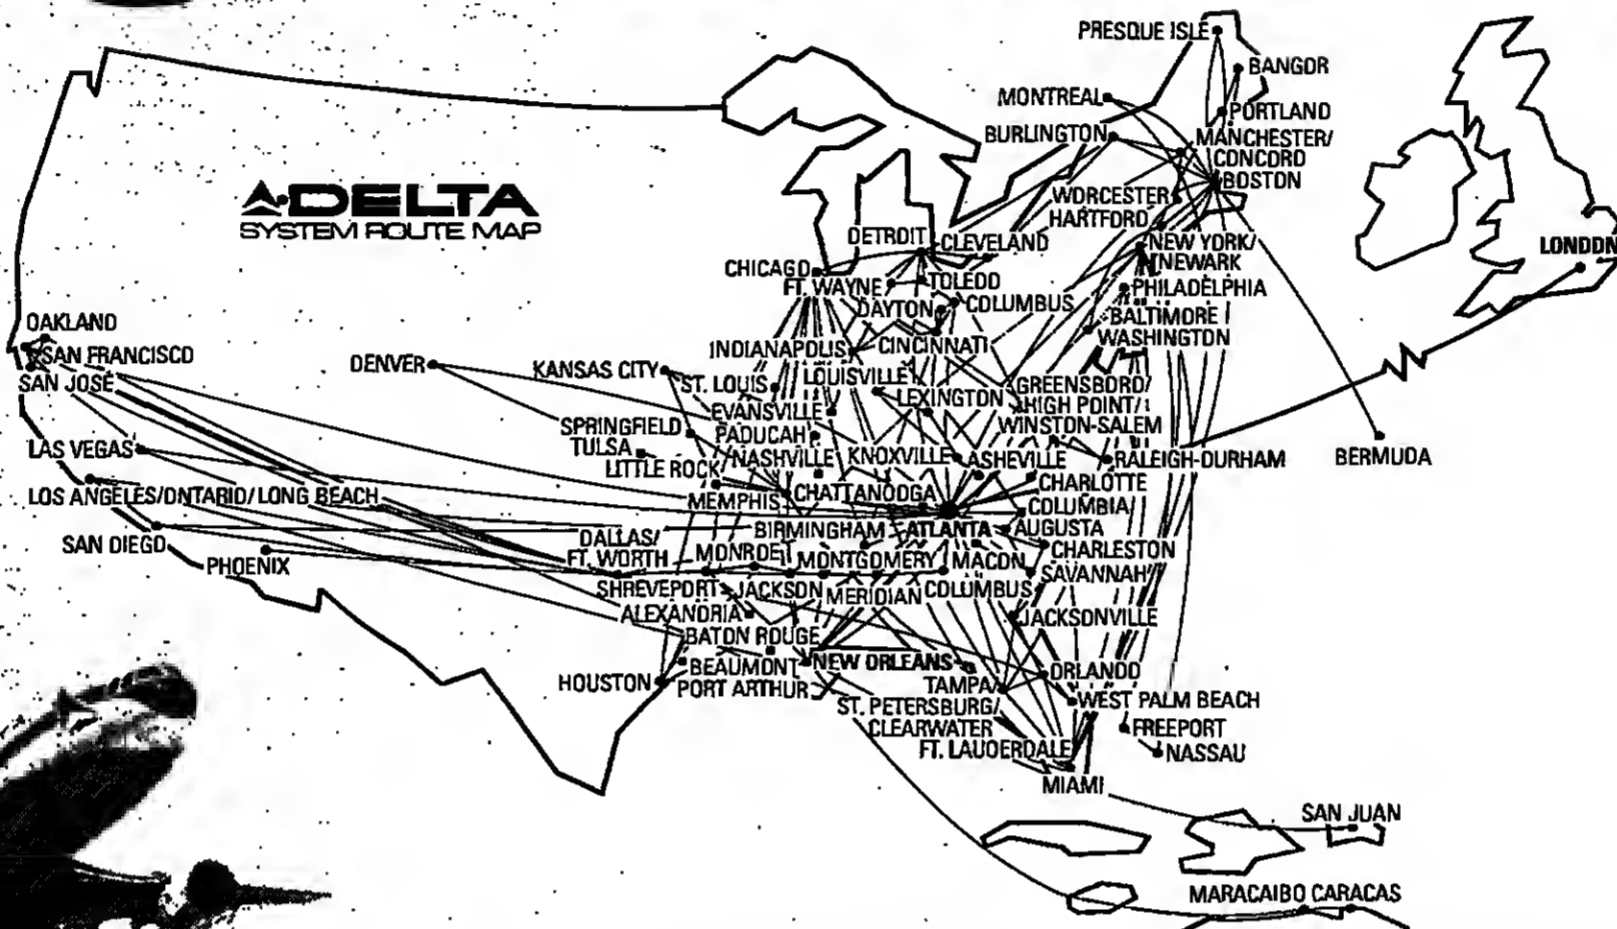 DELTA
SYSTEM ROUTE MAP
PRESQUE ISLE
BANGOR
MONTREAL
PORTLAND
BURLINGTON
MANCHESTER/
CONCORD
BOSTON
WORCESTER
HARTFORD
DETROIT
CLEVELAND
NEW YORK/
NEWARK
LONDON
CHICAGO
FT. WAYNE
TOLEDO
PHILADELPHIA
DAYTON
COLUMBUS
BALTIMORE
WASHINGTON
OAKLAND
SAN FRANCISCO
SAN JOSE
DENVER
KANSAS CITY
INDIANAPOLIS
CINCINNATI
ST. LOUIS
LOUISVILLE
LEXINGTON
GREENSBORO/
HIGH POINT/
WINSTON-SALEM
EVANSVILLE
SPRINGFIELD
PADUCAH
TULSA
LAS VEGAS
NASHVILLE
KNOXVILLE
ASHEVILLE
RALEIGH-DURHAM
BERMUDA
LITTLE ROCK
CHARLOTTE
LOS ANGELES/ONTARIO/LONG BEACH
MEMPHIS
CHATTANOOGA
COLUMBIA
BIRMINGHAM
ATLANTA
AUGUSTA
SAN DIEGO
DALLAS/
FT. WORTH
MONROE
MONTGOMERY
MACON
CHARLESTON
PHOENIX
SAVANNAH
SHREVEPORT
JACKSON
MERIDIAN
COLUMBUS
ALEXANDRIA
JACKSONVILLE
BATON ROUGE
BEAUMONT
PORT ARTHUR
NEW ORLEANS
HOUSTON
ORLANDO
TAMPA/
ST. PETERSBURG/
CLEARWATER
WEST PALM BEACH
FREEPORT
FT. LAUDERDALE
NASSAU
MIAMI
SAN JUAN
MARACAIBO CARACAS